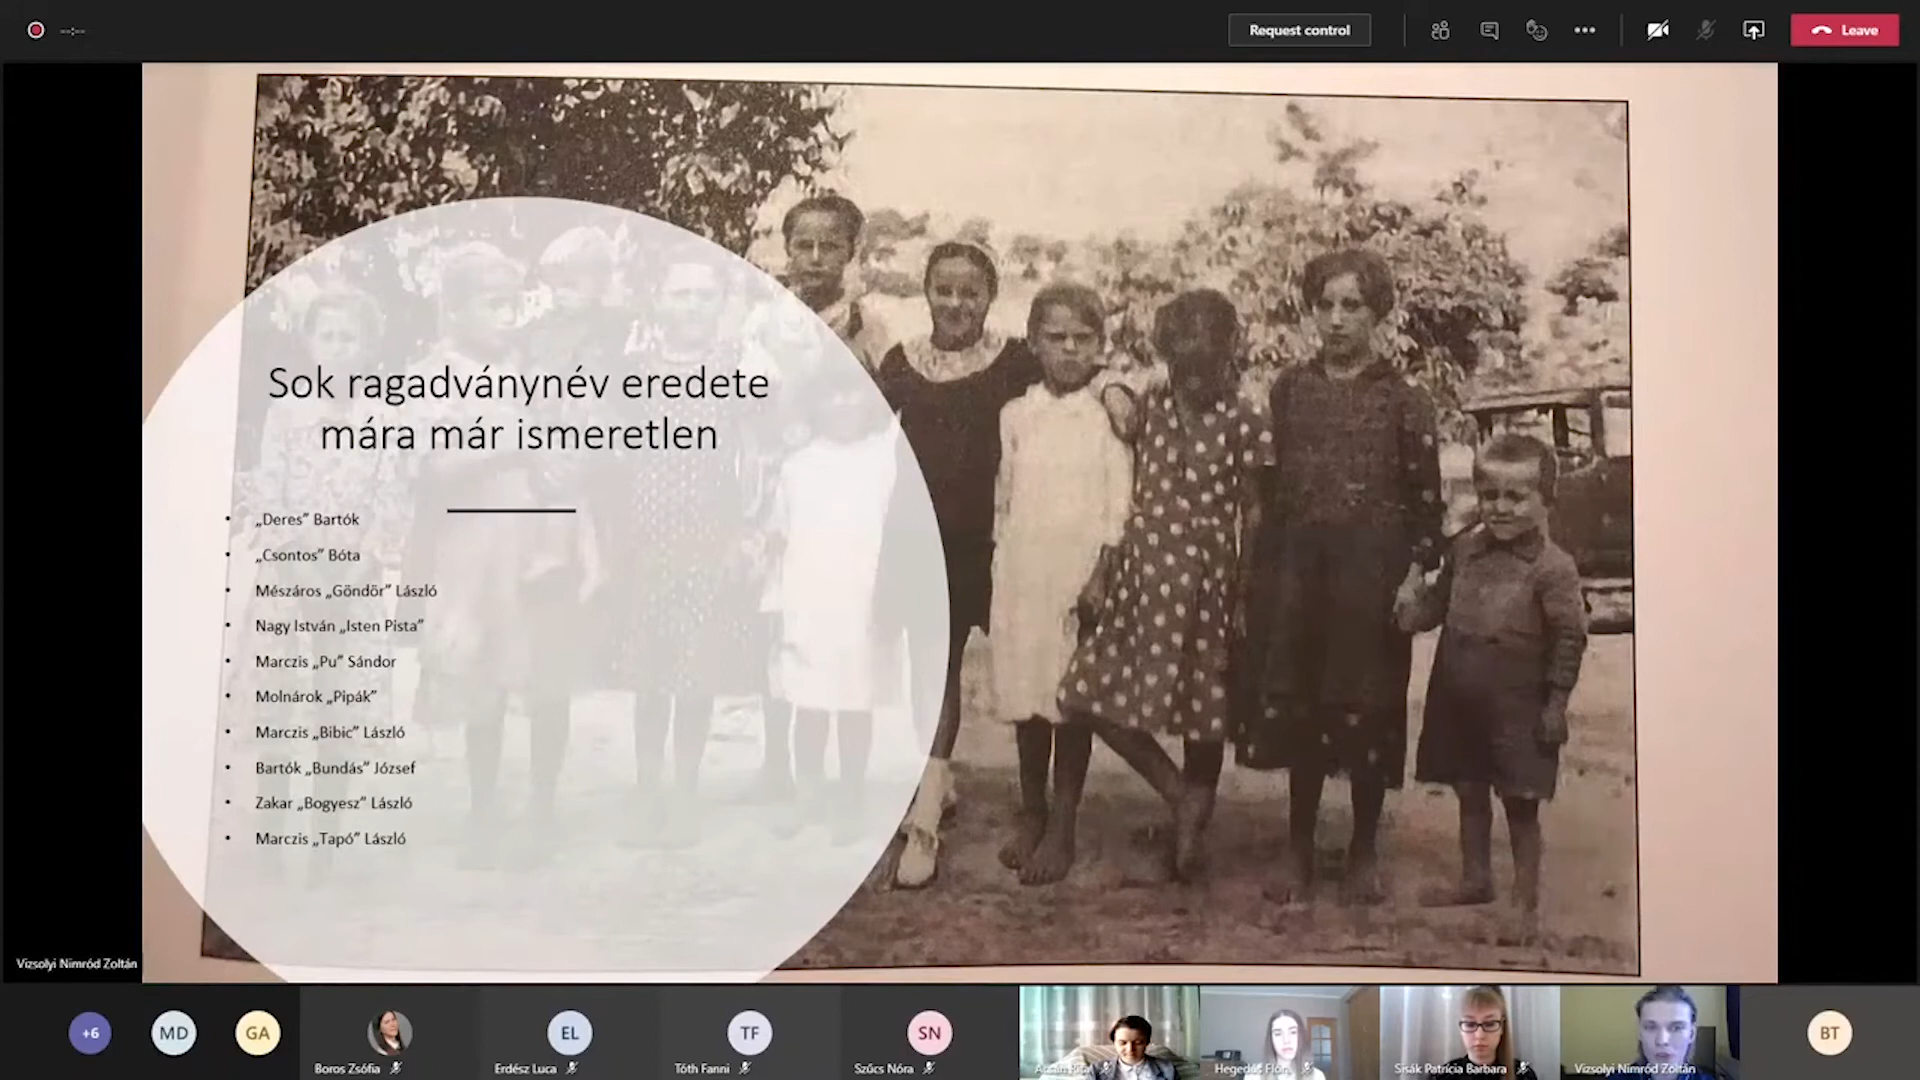 --:--
Request control
Leave
Sok ragadványnév eredete
mára már ismeretlen
• „Deres” Bartók
• „Csontos” Bóta
• Mészáros „Göndör” László
• Nagy István „Isten Pista”
• Marczis „Pu” Sándor
• Molnárok „Pipák”
• Marczis „Bibic” László
• Bartók „Bundás” József
• Zakar „Bogyesz” László
• Marczis „Tapó” László
Vizsolyi Nimród Zoltán
+6
MD
GA
Boros Zsófia
EL
Erdész Luca
TF
Tóth Fanni
SN
Szűcs Nóra
Hegedűs
Sisák Patrícia Barbara
Vizsolyi Nimród Zoltán
BT